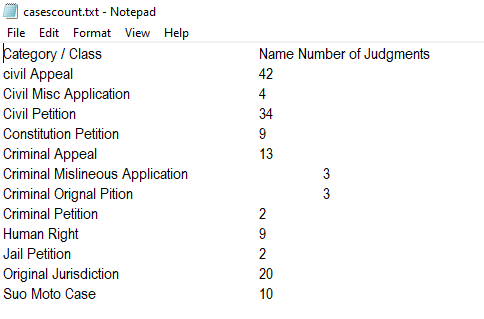 casescount.txt - Notepad
File Edit Format View Help
Category / Class Name Number of Judgments
civil Appeal 42
Civil Misc Application 4
Civil Petition 34
Constitution Petition 9
Criminal Appeal 13
Criminal Mislineous Application 3
Criminal Orignal Pition 3
Criminal Petition 2
Human Right 9
Jail Petition 2
Original Jurisdiction 20
Suo Moto Case 10